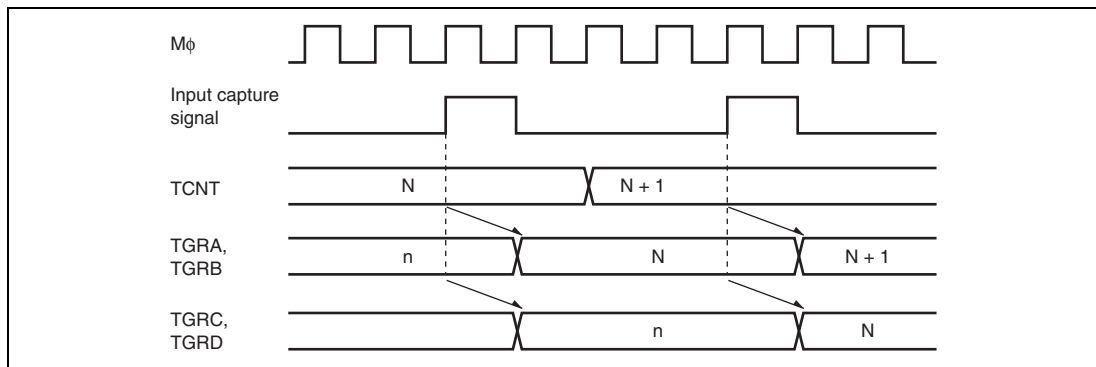 Mϕ
Input capture
signal
TCNT
N
N + 1
TGRA,
TGRB
n
N
N + 1
TGRC,
TGRD
n
N